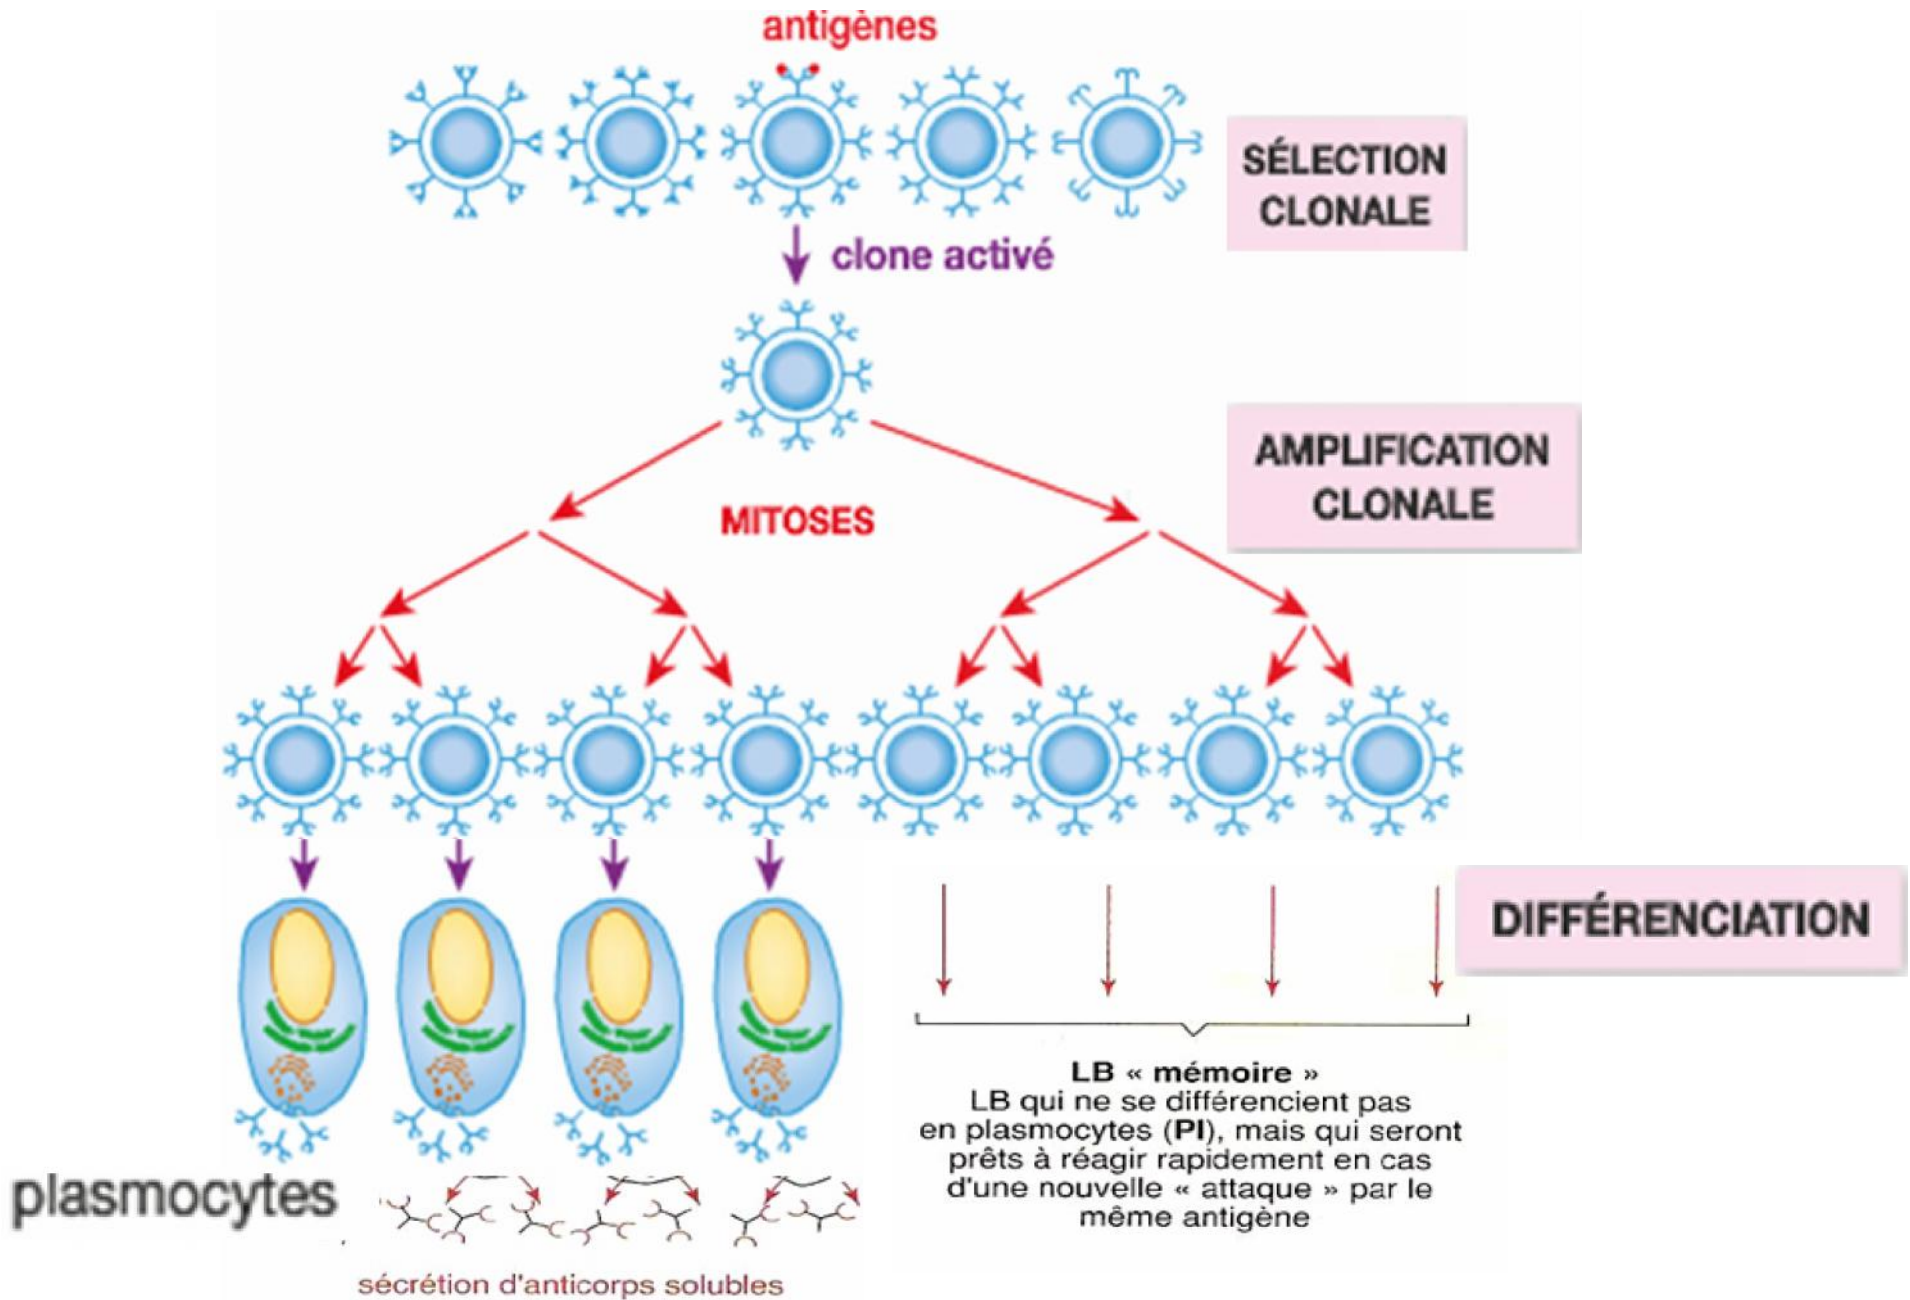 antigènes
SÉLECTION
CLONALE
clone activé
AMPLIFICATION
CLONALE
MITOSES
DIFFÉRENCIATION
LB « mémoire »
LB qui ne se différencient pas
en plasmocytes (PI), mais qui seront
prêts à réagir rapidement en cas
d'une nouvelle « attaque » par le
même antigène
plasmocytes
sécrétion d'anticorps solubles